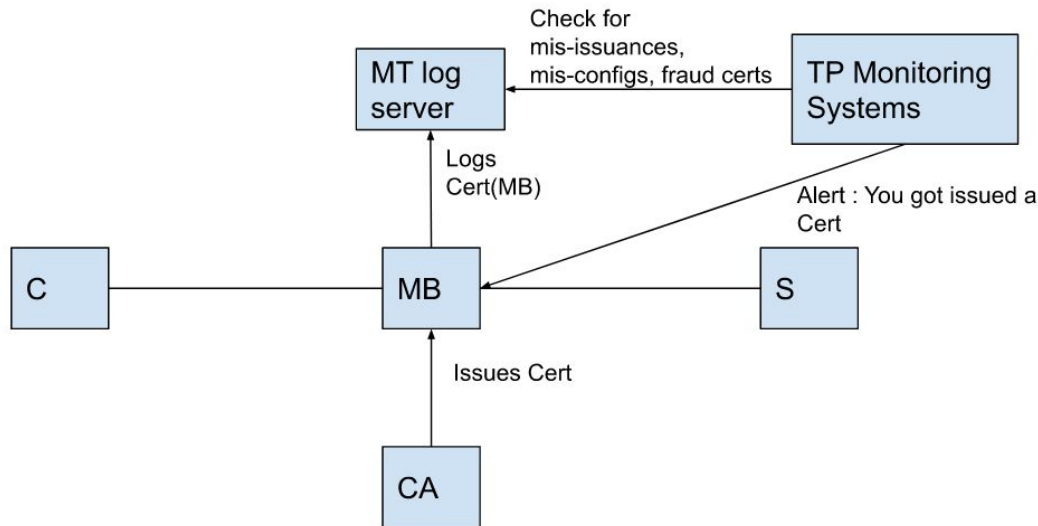 Check for
mis-issuances,
mis-configs, fraud certs
MT log
server
TP Monitoring
Systems
Logs
Cert(MB)
Alert : You got issued a
Cert
C
MB
S
Issues Cert
CA